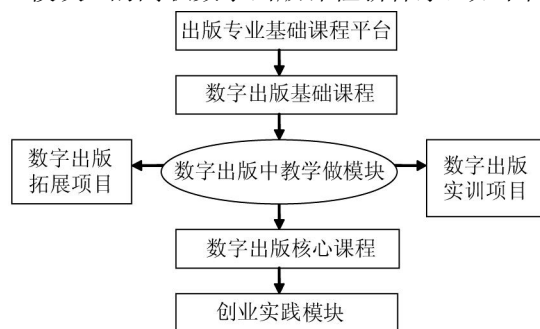 出版专业基础课程平台
数字出版基础课程
数字出版
拓展项目
数字出版中教学做模块
数字出版
实训项目
数字出版核心课程
创业实践模块